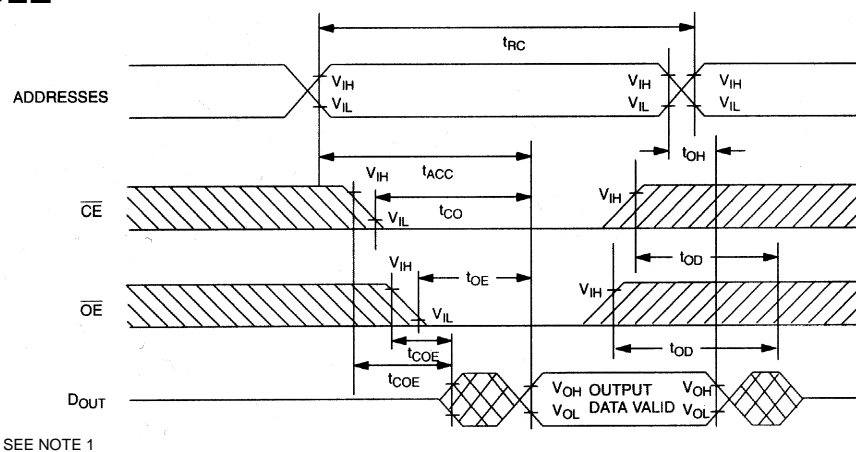 tRC
ADDRESSES
VIH
VIL
VIH
VIL
VIH
VIL
tOH
tACC
VIH
CE
VIL
tCO
VIH
tOD
VIH
OE
VIL
tOE
VIH
tOD
tCOE
tCOE
DOUT
VOH OUTPUT VOH
VOL DATA VALID VOL
SEE NOTE 1